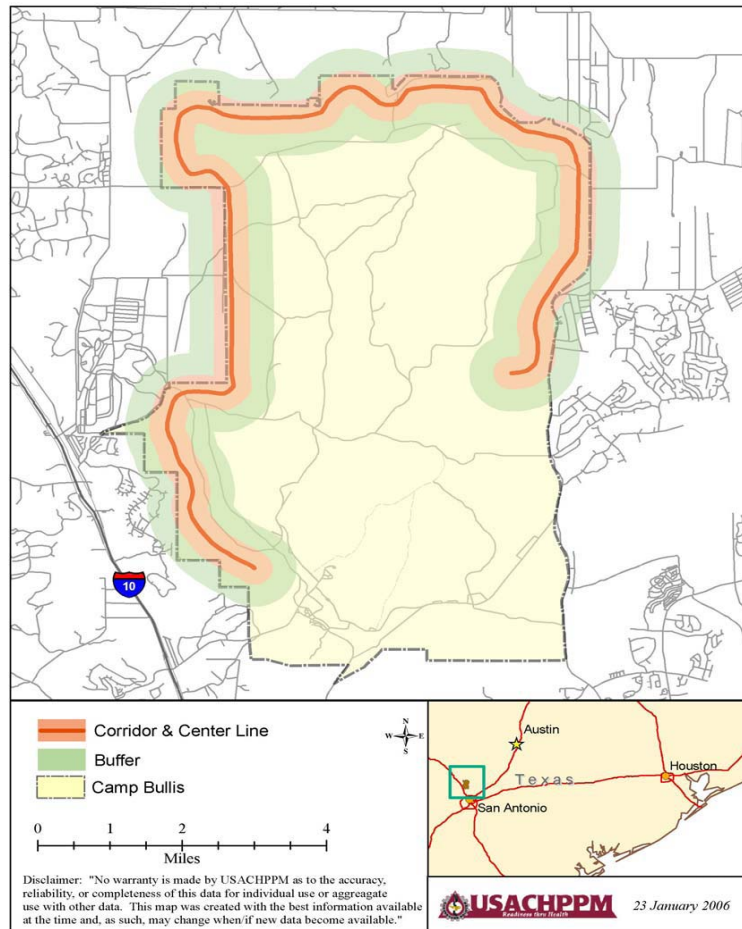 10
Corridor & Center Line
Buffer
Camp Bullis
N
W E
S
0 1 2 4
Miles
Disclaimer: "No warranty is made by USACHPPM as to the accuracy,
reliability, or completeness of this data for individual use or aggreagate
use with other data. This map was created with the best information available
at the time and, as such, may change when/if new data become available."
Austin
Houston
Texas
San Antonio
USACHPPM
Readiness thru Health
23 January 2006